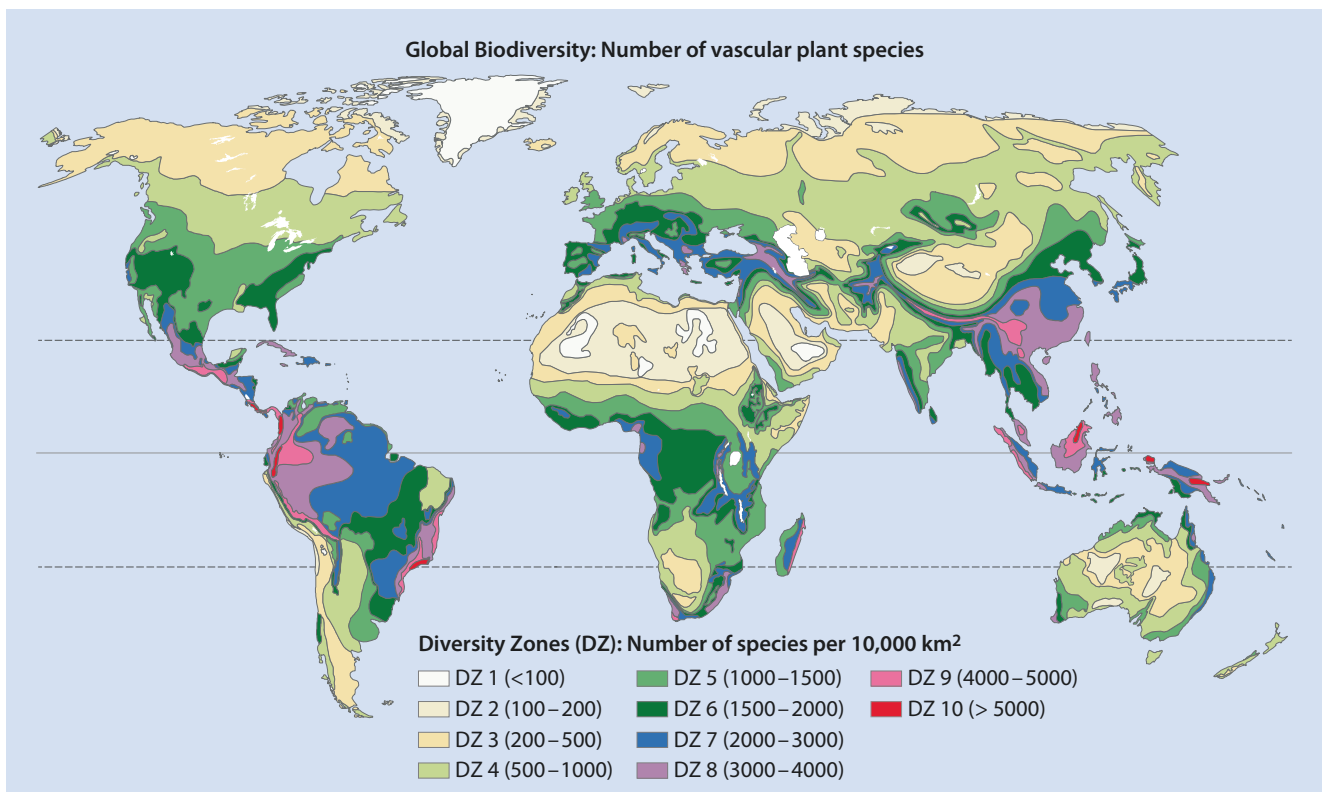 Global Biodiversity: Number of vascular plant species
Diversity Zones (DZ): Number of species per 10,000 km²
DZ 1 (<100)
DZ 2 (100–200)
DZ 3 (200–500)
DZ 4 (500–1000)
DZ 5 (1000–1500)
DZ 6 (1500–2000)
DZ 7 (2000–3000)
DZ 8 (3000–4000)
DZ 9 (4000–5000)
DZ 10 (> 5000)